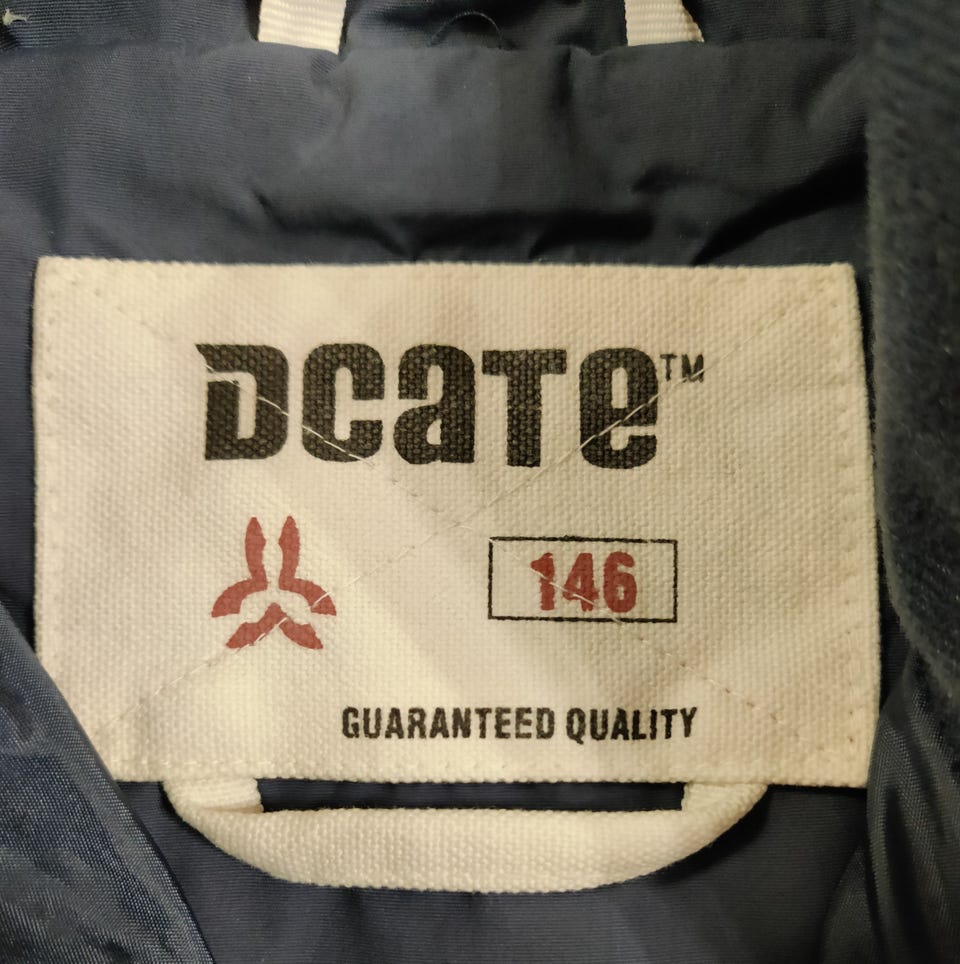 DCATE™
146
GUARANTEED QUALITY